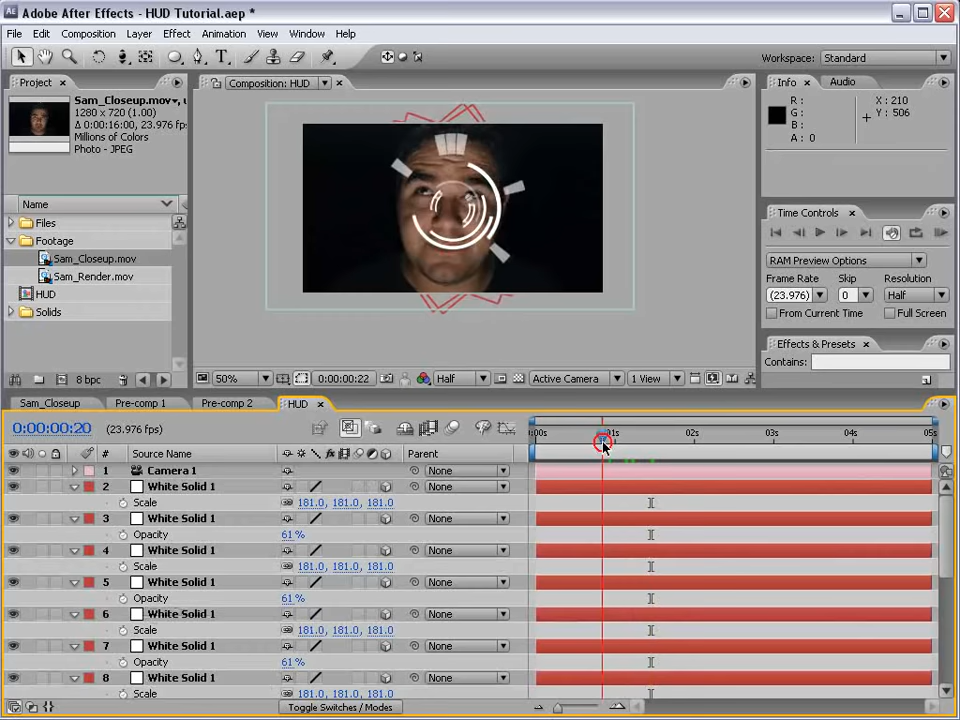 Adobe After Effects - HUD Tutorial.aep *
File Edit Composition Layer Effect Animation View Window Help
Workspace: Standard
Project
Sam_Closeup.mov
1280 x 720 (1.00)
Δ 0:00:16:00, 23.976 fps
Millions of Colors
Photo - JPEG
Name
Files
Footage
Sam_Closeup.mov
Sam_Render.mov
HUD
Solids
8 bpc
Composition: HUD
50% 0:00:00:22 Half Active Camera 1 View
Info Audio
R: X: 210
G: Y: 506
B:
A: 0
Time Controls
RAM Preview Options
Frame Rate Skip Resolution
(23.976) 0 Half
From Current Time Full Screen
Effects & Presets
Contains:
Sam_Closeup Pre-comp 1 Pre-comp 2 HUD
0:00:00:20 (23.976 fps)
:00s 01s 02s 03s 04s 05s
# Source Name Parent
1 Camera 1 None
2 White Solid 1 None
Scale 181.0, 181.0, 181.0%
3 White Solid 1 None
Opacity 61%
4 White Solid 1 None
Scale 181.0, 181.0, 181.0%
5 White Solid 1 None
Opacity 61%
6 White Solid 1 None
Scale 181.0, 181.0, 181.0%
7 White Solid 1 None
Opacity 61%
8 White Solid 1 None
Scale 181.0, 181.0, 181.0%
Toggle Switches / Modes